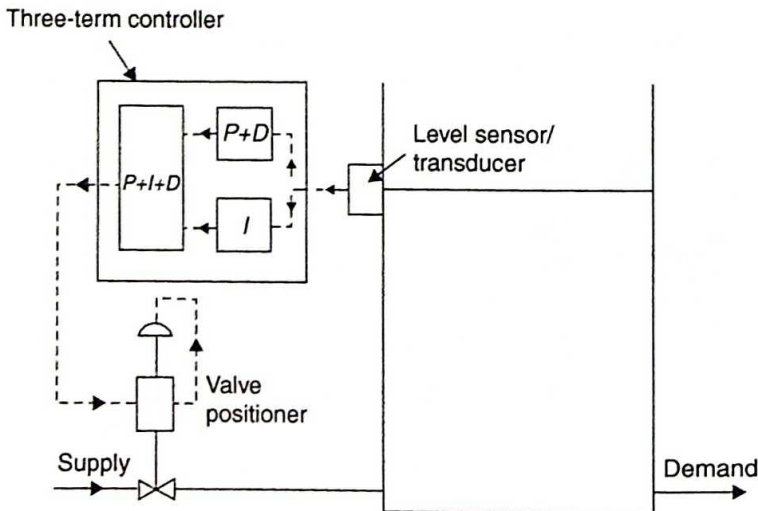 Three-term controller
P+D
Level sensor/
transducer
P+I+D
I
Valve
positioner
Supply
Demand